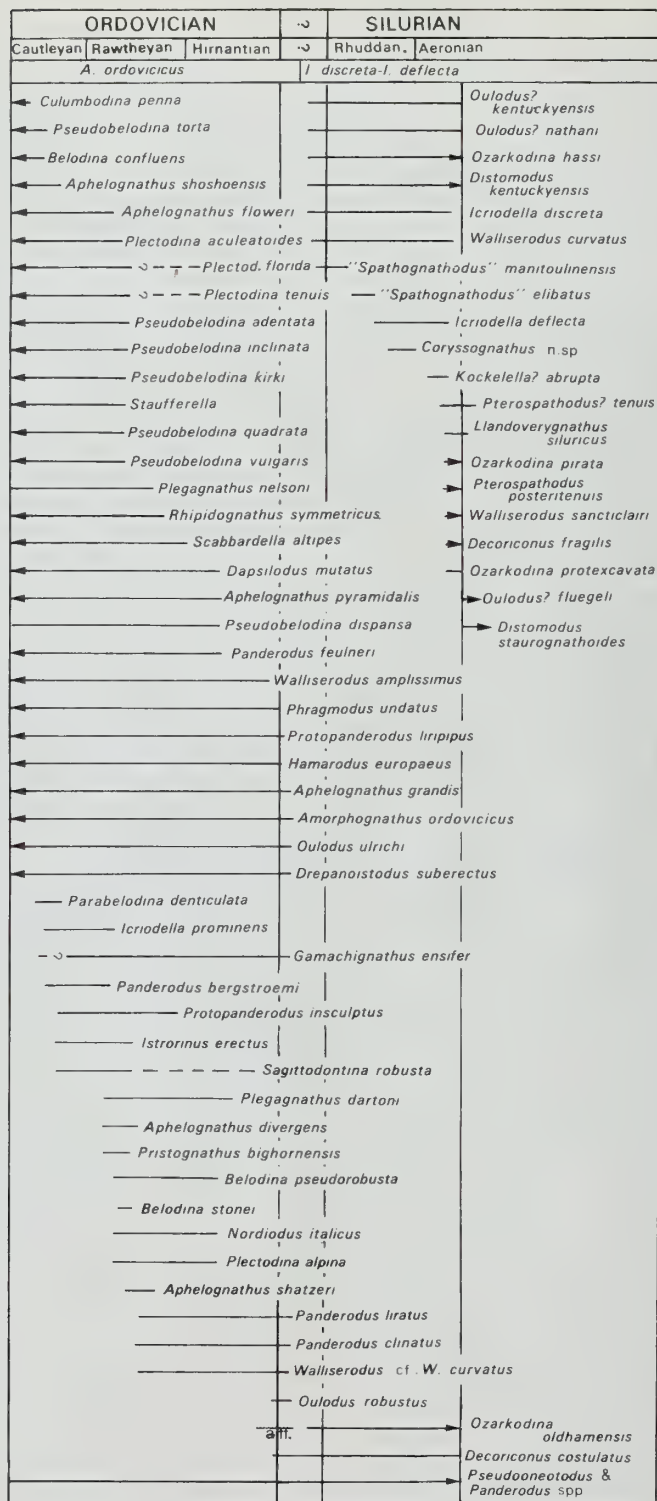 ORDOVICIAN ? SILURIAN
Cautleyan Rawtheyan Hirnantian ? Rhuddan. Aeronian
A. ordovicicus I discreta-I. deflecta
Culumbodina penna
Oulodus?
kentuckyensis
Pseudobelodina torta
Oulodus? nathani
Belodina confluens
Ozarkodina hassi
Aphelognathus shoshoensis
Distomodus
kentuckyensis
Aphelognathus floweri
Icriodella discreta
Plectodina aculeatoides
Walliserodus curvatus
? Plectod. florida
"Spathognathodus" manitoulinensis
? Plectodina tenuis
"Spathognathodus" elibatus
Pseudobelodina adentata
Icriodella deflecta
Pseudobelodina inclinata
Coryssognathus n.sp
Pseudobelodina kirki
Kockelella? abrupta
Staufferella
Pterospathodus? tenuis
Pseudobelodina quadrata
Llandoverygnathus
siluricus
Pseudobelodina vulgaris
Ozarkodina pirata
Plegagnathus nelsoni
Pterospathodus
posteritenuis
Rhipidognathus symmetricus
Walliserodus sancticlairi
Scabbardella altipes
Decoriconus fragilis
Dapsilodus mutatus
Ozarkodina protexcavata
Aphelognathus pyramidalis
Oulodus? fluegeli
Pseudobelodina dispansa
Distomodus
staurognathoides
Panderodus feulneri
Walliserodus amplissimus
Phragmodus undatus
Protopanderodus liripipus
Hamarodus europaeus
Aphelognathus grandis
Amorphognathus ordovicicus
Oulodus ulrichi
Drepanoistodus suberectus
Parabelodina denticulata
Icriodella prominens
? Gamachignathus ensifer
Panderodus bergstroemi
Protopanderodus insculptus
Istrorinus erectus
Sagittodontina robusta
Plegagnathus dartoni
Aphelognathus divergens
Pristognathus bighornensis
Belodina pseudorobusta
Belodina stonei
Nordiodus italicus
Plectodina alpina
Aphelognathus shatzeri
Panderodus liratus
Panderodus clinatus
Walliserodus cf. W. curvatus
Oulodus robustus
aff.
Ozarkodina
oldhamensis
Decoriconus costulatus
Pseudooneotodus &
Panderodus spp